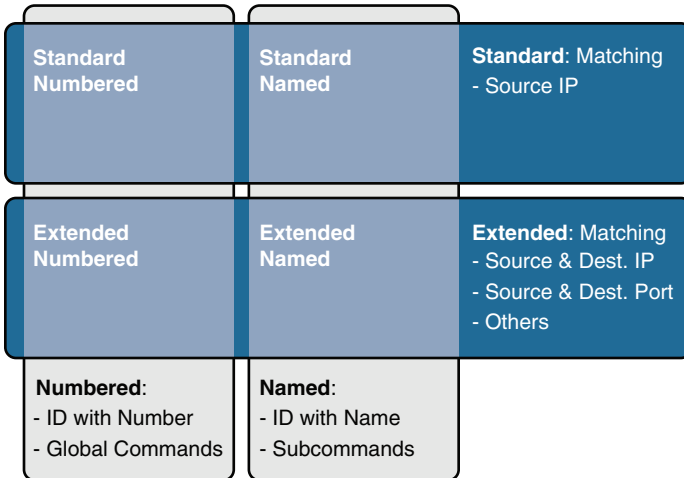 Standard
Numbered
Standard
Named
Standard: Matching
- Source IP
Extended
Numbered
Extended
Named
Extended: Matching
- Source & Dest. IP
- Source & Dest. Port
- Others
Numbered:
- ID with Number
- Global Commands
Named:
- ID with Name
- Subcommands